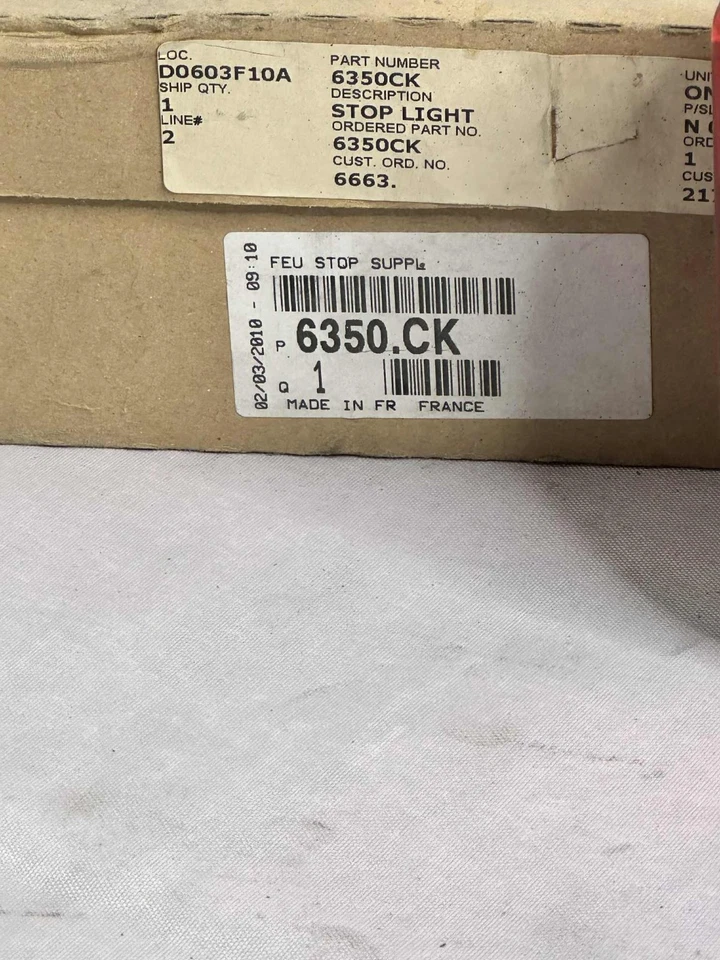 LOC.
D0603F10A
SHIP QTY.
1
LINE#
2
PART NUMBER
6350CK
DESCRIPTION
STOP LIGHT
ORDERED PART NO.
6350CK
CUST. ORD. NO.
6663.
1
02/03/2010 - 09:10
FEU STOP SUPPL.
P 6350.CK
Q 1
MADE IN FR FRANCE